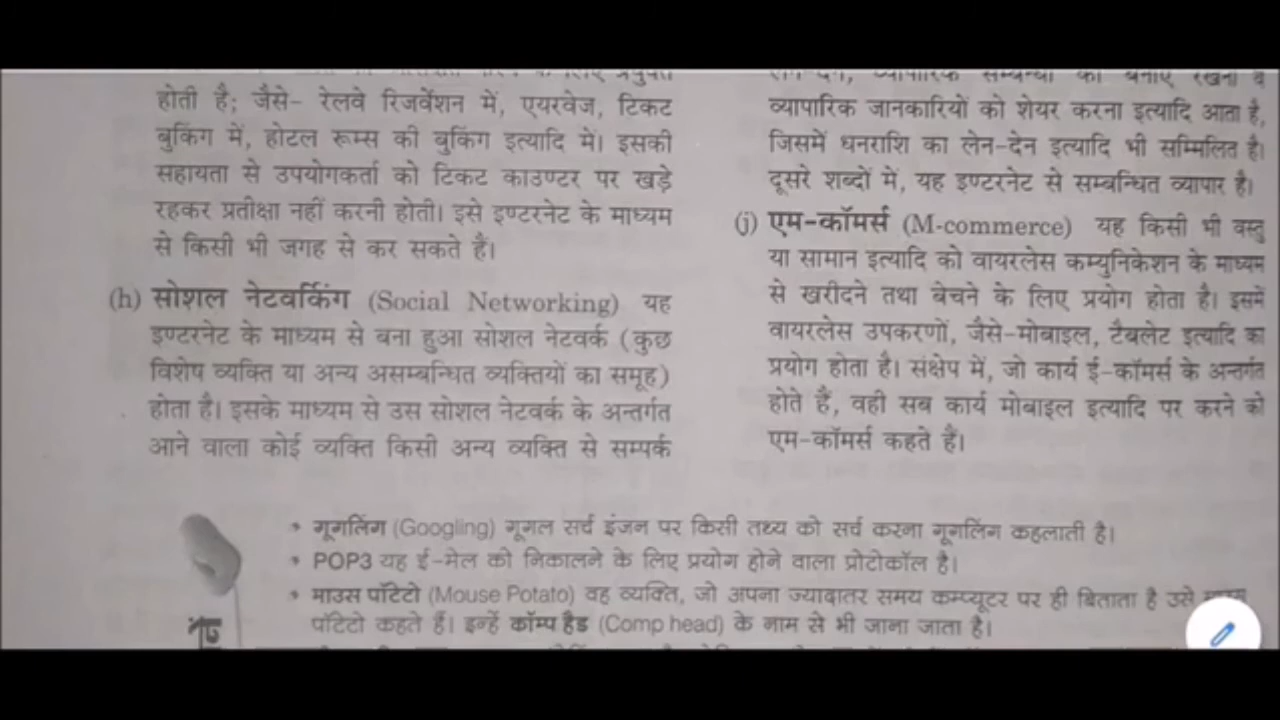 होती है; जैसे- रेलवे रिजर्वेशन में, एयरवेज, टिकट
बुकिंग में, होटल रूम्स की बुकिंग इत्यादि में। इसकी
सहायता से उपयोगकर्ता को टिकट काउण्टर पर खड़े
रहकर प्रतीक्षा नहीं करनी होती। इसे इण्टरनेट के माध्यम
से किसी भी जगह से कर सकते हैं।
(h) सोशल नेटवर्किंग (Social Networking) यह
इण्टरनेट के माध्यम से बना हुआ सोशल नेटवर्क (कुछ
विशेष व्यक्ति या अन्य असम्बन्धित व्यक्तियों का समूह)
होता है। इसके माध्यम से उस सोशल नेटवर्क के अन्तर्गत
आने वाला कोई व्यक्ति किसी अन्य व्यक्ति से सम्पर्क
व्यापारिक जानकारियों को शेयर करना इत्यादि आता है,
जिसमें धनराशि का लेन-देन इत्यादि भी सम्मिलित है।
दूसरे शब्दों में, यह इण्टरनेट से सम्बन्धित व्यापार है।
(j) एम-कॉमर्स (M-commerce) यह किसी भी वस्तु
या सामान इत्यादि को वायरलेस कम्युनिकेशन के माध्यम
से खरीदने तथा बेचने के लिए प्रयोग होता है। इसमें
वायरलेस उपकरणों, जैसे-मोबाइल, टैबलेट इत्यादि का
प्रयोग होता है। संक्षेप में, जो कार्य ई-कॉमर्स के अन्तर्गत
होते हैं, वही सब कार्य मोबाइल इत्यादि पर करने को
एम-कॉमर्स कहते हैं।
• गूगलिंग (Googling) गूगल सर्च इंजन पर किसी तथ्य को सर्च करना गूगलिंग कहलाती है।
• POP3 यह ई-मेल को निकालने के लिए प्रयोग होने वाला प्रोटोकॉल है।
• माउस पॉटेटो (Mouse Potato) वह व्यक्ति, जो अपना ज्यादातर समय कम्प्यूटर पर ही बिताता है उसे
पॉटेटो कहते हैं। इन्हें कॉम्प हैड (Comp head) के नाम से भी जाना जाता है।